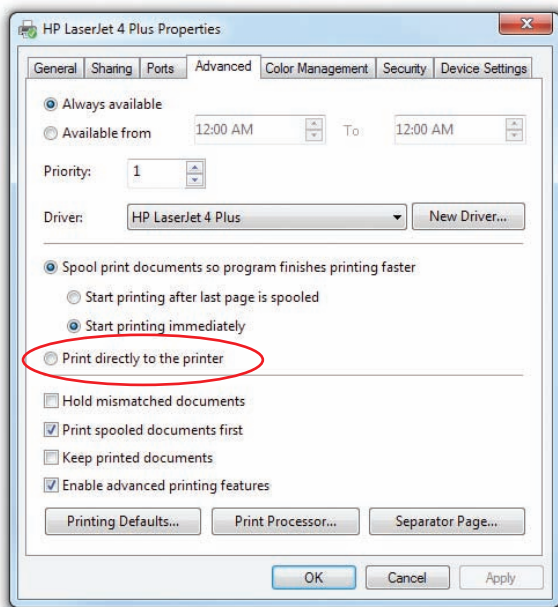 HP LaserJet 4 Plus Properties
General Sharing Ports Advanced Color Management Security Device Settings
Always available
Available from 12:00 AM To 12:00 AM
Priority: 1
Driver: HP LaserJet 4 Plus New Driver...
Spool print documents so program finishes printing faster
Start printing after last page is spooled
Start printing immediately
Print directly to the printer
Hold mismatched documents
Print spooled documents first
Keep printed documents
Enable advanced printing features
Printing Defaults... Print Processor... Separator Page...
OK Cancel Apply